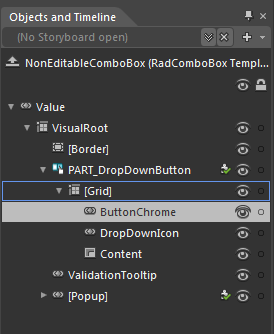 Objects and Timeline
(No Storyboard open)
NonEditableComboBox (RadComboBox Templ...
Value
VisualRoot
[Border]
PART_DropDownButton
[Grid]
ButtonChrome
DropDownIcon
Content
ValidationTooltip
[Popup]